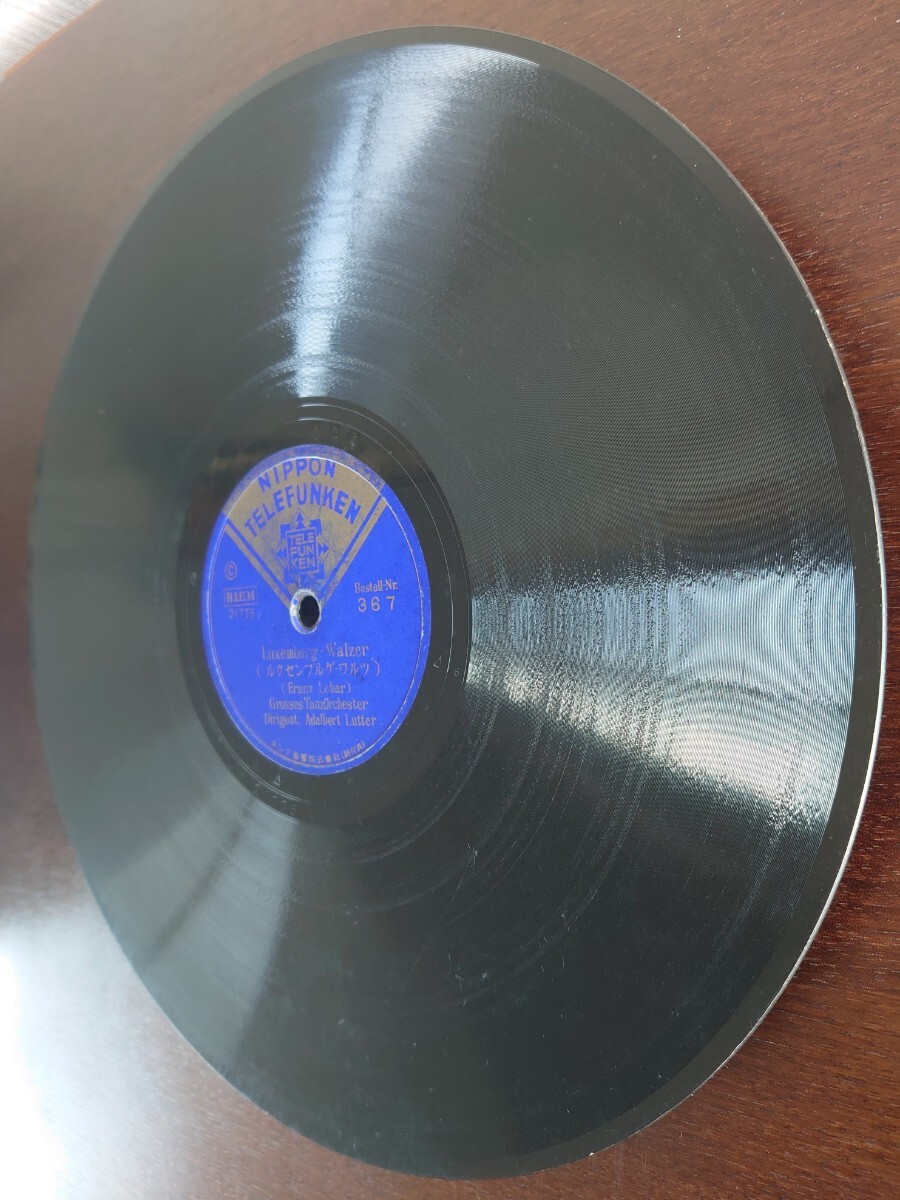 NIPPON
TELEFUNKEN
TELE
FUN
KEN
©
BIEM
Bestell-Nr.
367
Luxemburg-Walzer
(ルクセンブルグ・ワルツ)
(Franz Lehar)
Grosses TanzOrchester
Dirigent. Adalbert Lutter